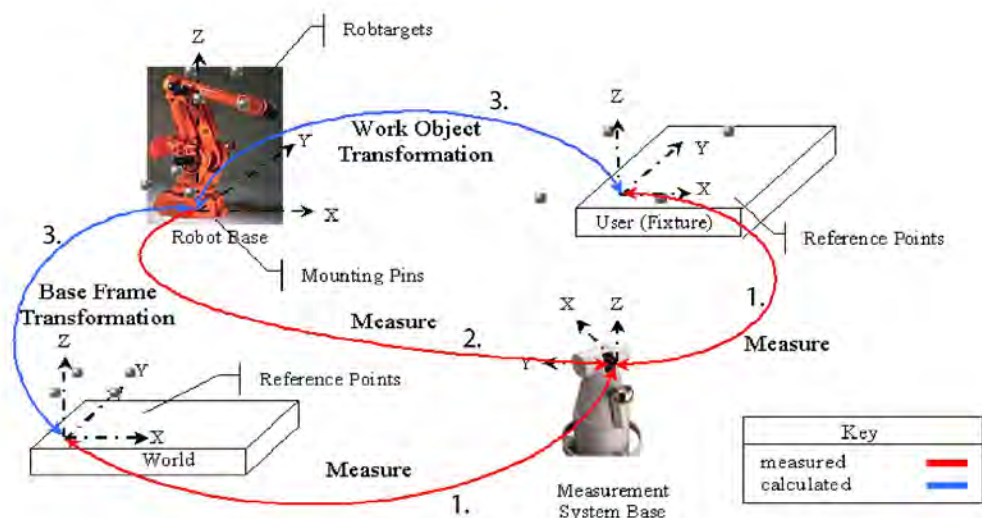 Z
Robtargets
3.
Z
Work Object
Transformation
Y
Y
X
X
3.
Robot Base
User (Fixture)
Reference Points
Mounting Pins
Base Frame
Transformation
1.
Z
X
Measure
2.
Measure
Z
Y
Y
Reference Points
X
World
Key
Measure
measured
calculated
1.
Measurement
System Base